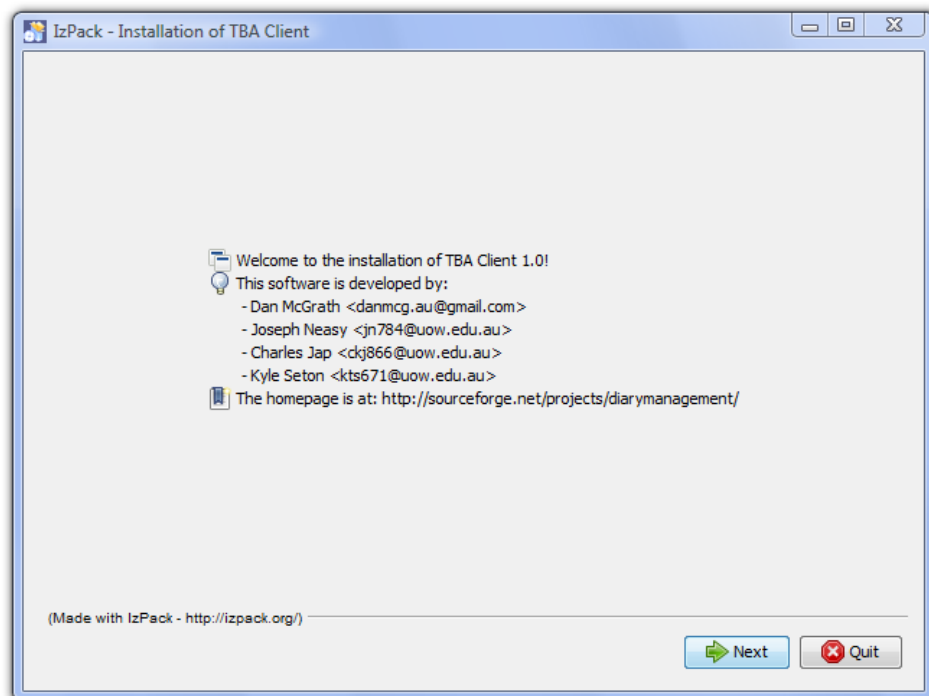 IzPack - Installation of TBA Client
Welcome to the installation of TBA Client 1.0!
This software is developed by:
- Dan McGrath <danmcg.au@gmail.com>
- Joseph Neasy <jn784@uow.edu.au>
- Charles Jap <ckj866@uow.edu.au>
- Kyle Seton <kts671@uow.edu.au>
The homepage is at: http://sourceforge.net/projects/diarymanagement/
(Made with IzPack - http://izpack.org/)
Next
Quit